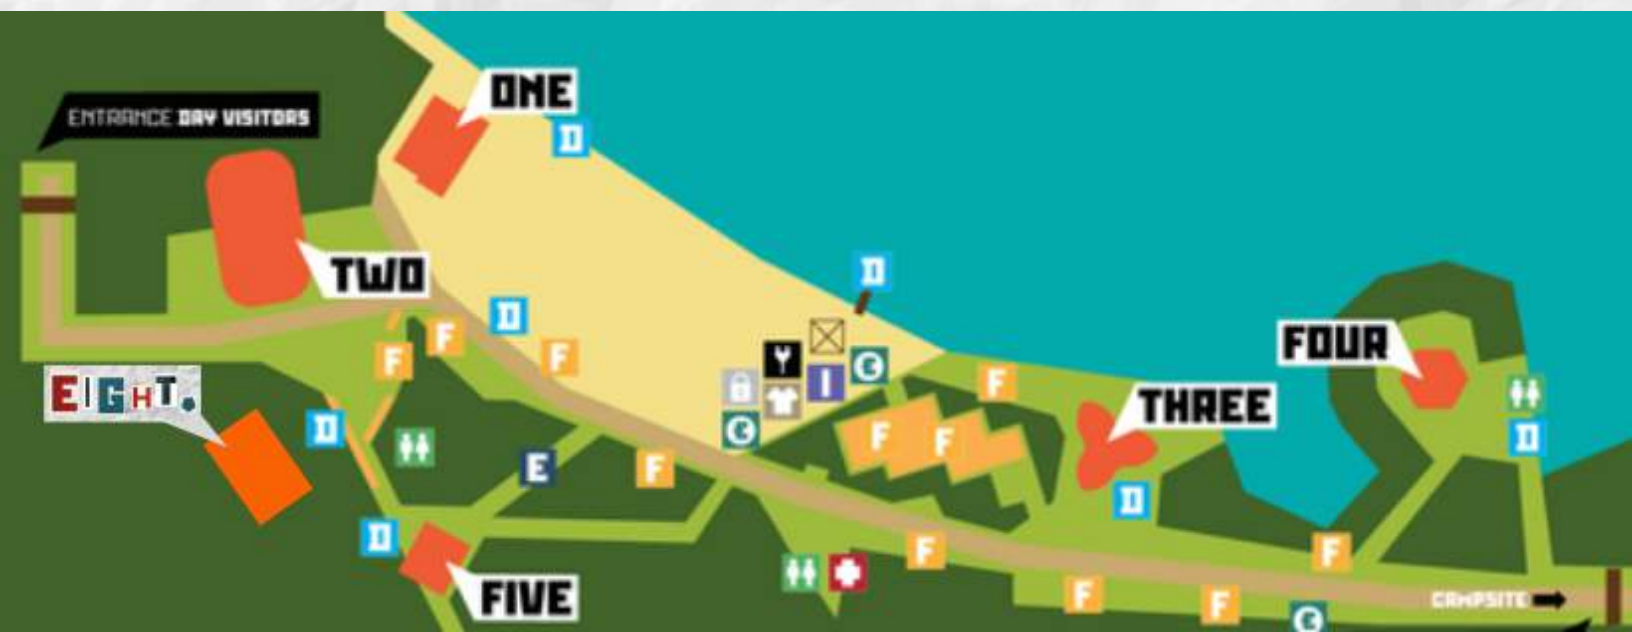 ONE
ENTRANCE DAY VISITORS
D
TWO
D
D
F
F
F
FOUR
I
C
F
EIGHT.
THREE
D
C
F
F
D
E
F
D
D
FIVE
F
F
F
F
C
CAMPSITE